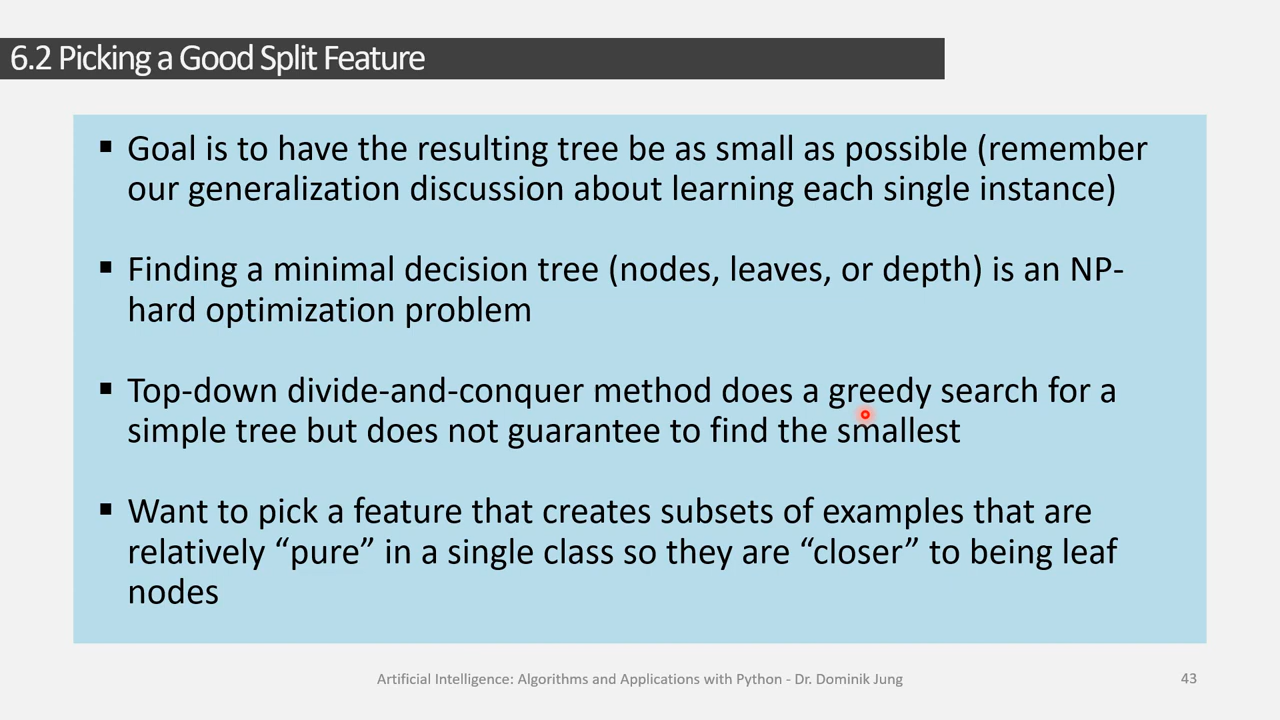 6.2 Picking a Good Split Feature
▪ Goal is to have the resulting tree be as small as possible (remember
our generalization discussion about learning each single instance)
▪ Finding a minimal decision tree (nodes, leaves, or depth) is an NP-
hard optimization problem
▪ Top-down divide-and-conquer method does a greedy search for a
simple tree but does not guarantee to find the smallest
▪ Want to pick a feature that creates subsets of examples that are
relatively “pure” in a single class so they are “closer” to being leaf
nodes
Artificial Intelligence: Algorithms and Applications with Python - Dr. Dominik Jung
43